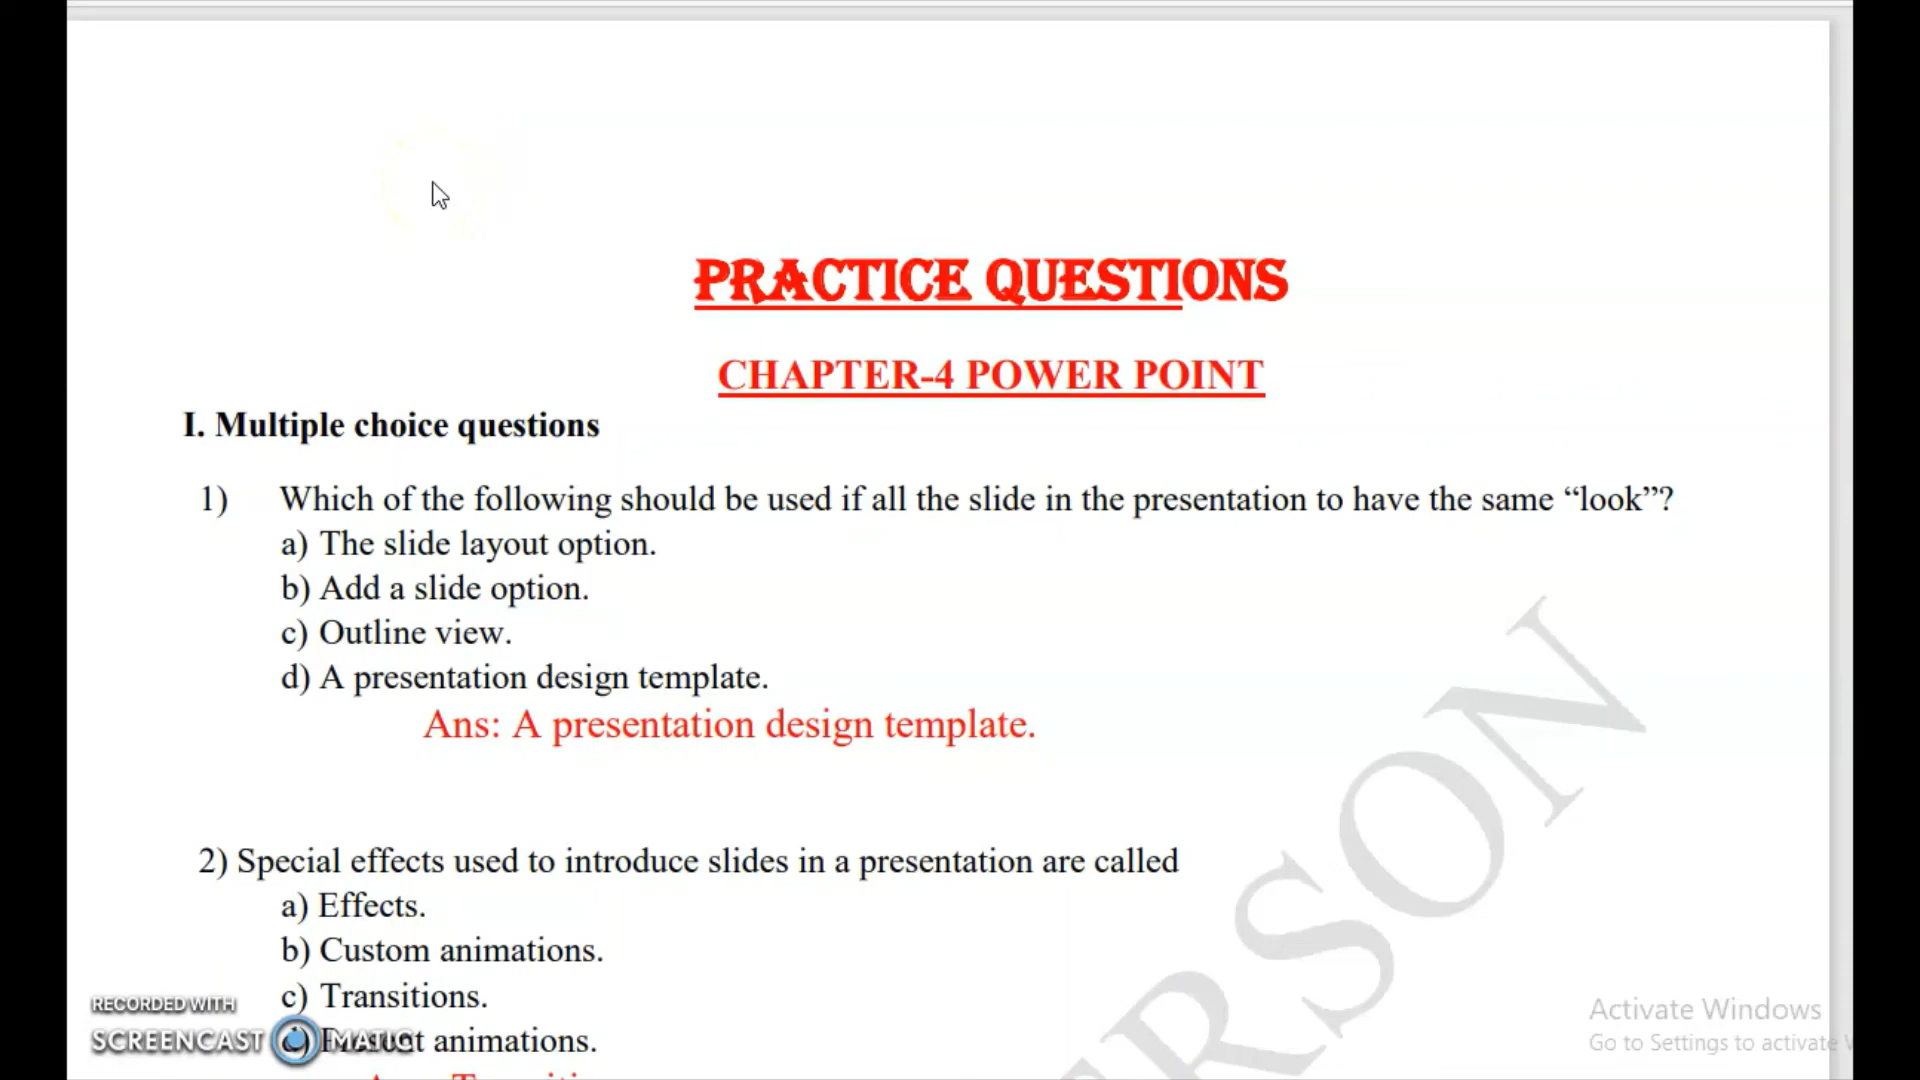 PRACTICE QUESTIONS
CHAPTER-4 POWER POINT
I. Multiple choice questions
1) Which of the following should be used if all the slide in the presentation to have the same “look”?
a) The slide layout option.
b) Add a slide option.
c) Outline view.
d) A presentation design template.
Ans: A presentation design template.
2) Special effects used to introduce slides in a presentation are called
a) Effects.
b) Custom animations.
c) Transitions.
d) Present animations.
RECORDED WITH
SCREENCAST MATIC
Activate Windows
Go to Settings to activate
ERSON